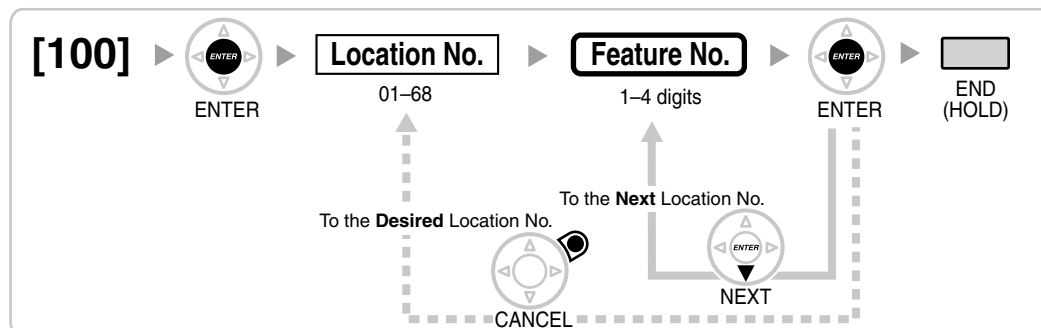 [100]
ENTER
ENTER
Location No.
01–68
Feature No.
1–4 digits
ENTER
ENTER
END
(HOLD)
To the Next Location No.
To the Desired Location No.
ENTER
NEXT
CANCEL